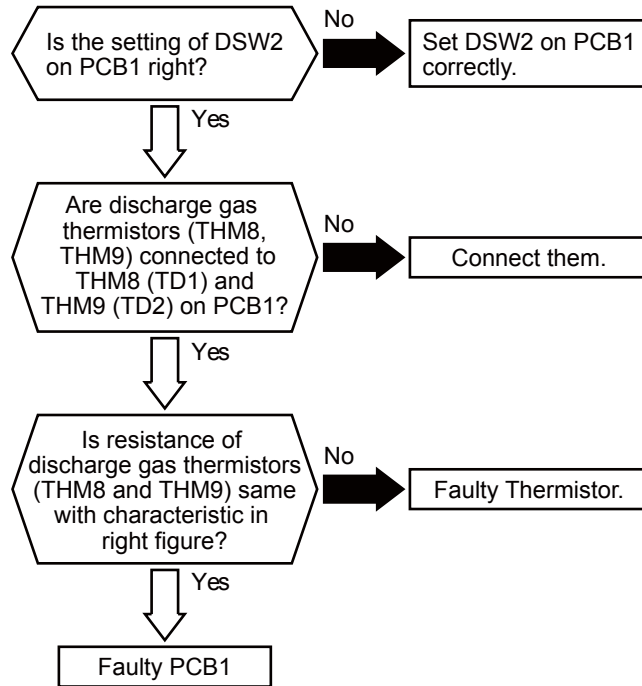 Is the setting of DSW2
on PCB1 right?
No
Set DSW2 on PCB1
correctly.
Yes
Are discharge gas
thermistors (THM8,
THM9) connected to
THM8 (TD1) and
THM9 (TD2) on PCB1?
No
Connect them.
Yes
Is resistance of
discharge gas thermistors
(THM8 and THM9) same
with characteristic in
right figure?
No
Faulty Thermistor.
Yes
Faulty PCB1